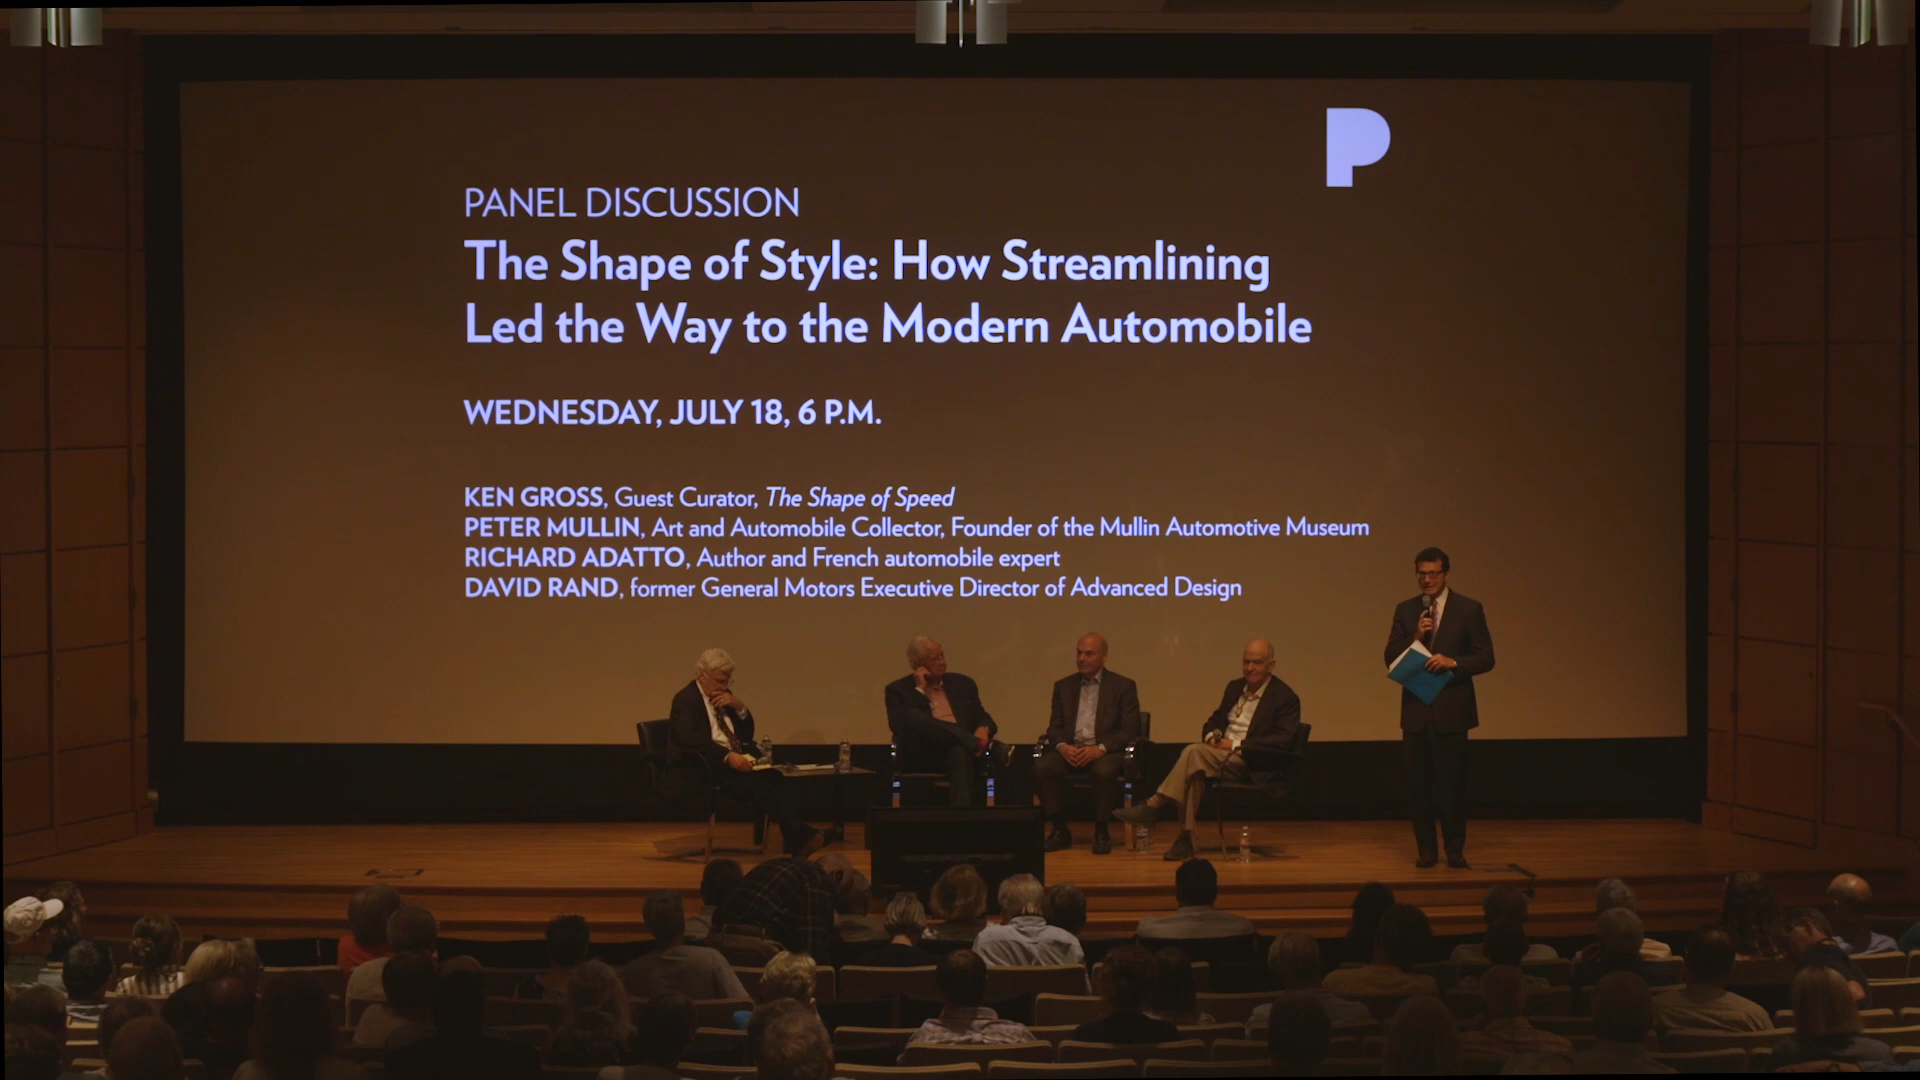 P
PANEL DISCUSSION
The Shape of Style: How Streamlining
Led the Way to the Modern Automobile
WEDNESDAY, JULY 18, 6 P.M.
KEN GROSS, Guest Curator, The Shape of Speed
PETER MULLIN, Art and Automobile Collector, Founder of the Mullin Automotive Museum
RICHARD ADATTO, Author and French automobile expert
DAVID RAND, former General Motors Executive Director of Advanced Design